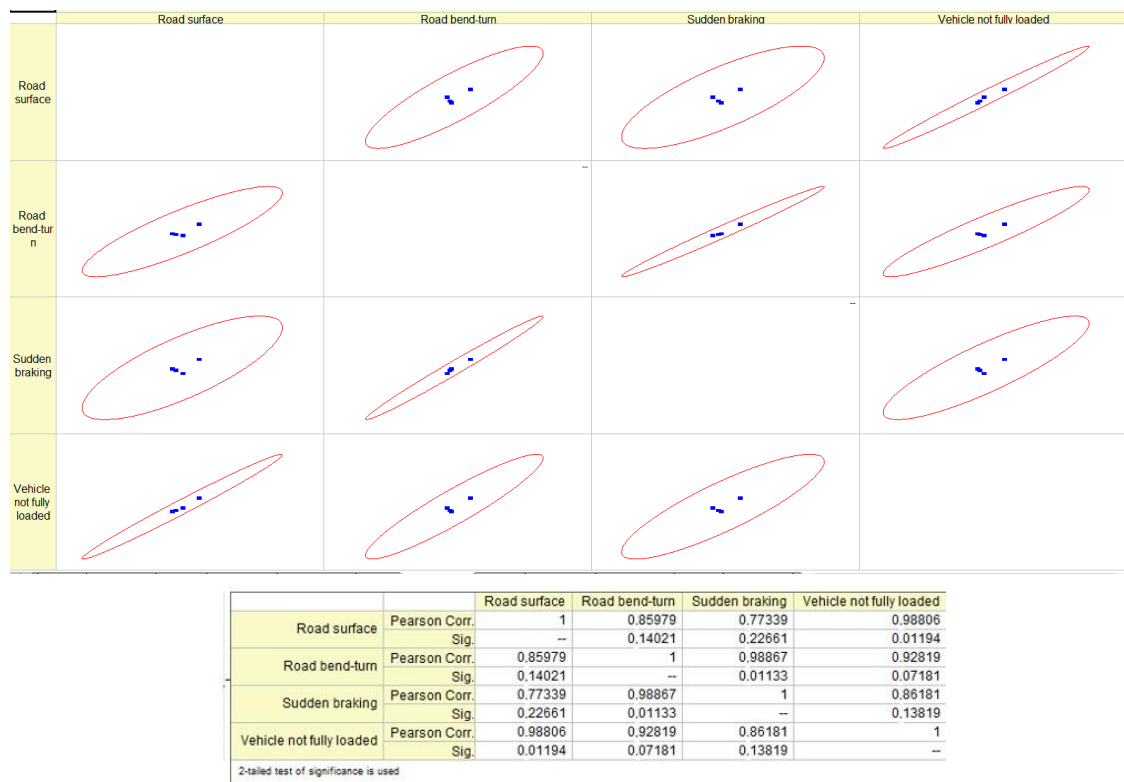 Road surface Road bend-turn Sudden braking Vehicle not fully loaded
Road
surface
--
Road
bend-tur
n
--
Sudden
braking
Vehicle
not fully
loaded
Road surface Road bend-turn Sudden braking Vehicle not fully loaded
Road surface Pearson Corr. 1 0.85979 0.77339 0.98806
Sig. -- 0.14021 0.22661 0.01194
Road bend-turn Pearson Corr. 0.85979 1 0.98867 0.92819
Sig. 0.14021 -- 0.01133 0.07181
Sudden braking Pearson Corr. 0.77339 0.98867 1 0.86181
Sig. 0.22661 0.01133 -- 0.13819
Vehicle not fully loaded Pearson Corr. 0.98806 0.92819 0.86181 1
Sig. 0.01194 0.07181 0.13819 --
2-tailed test of significance is used